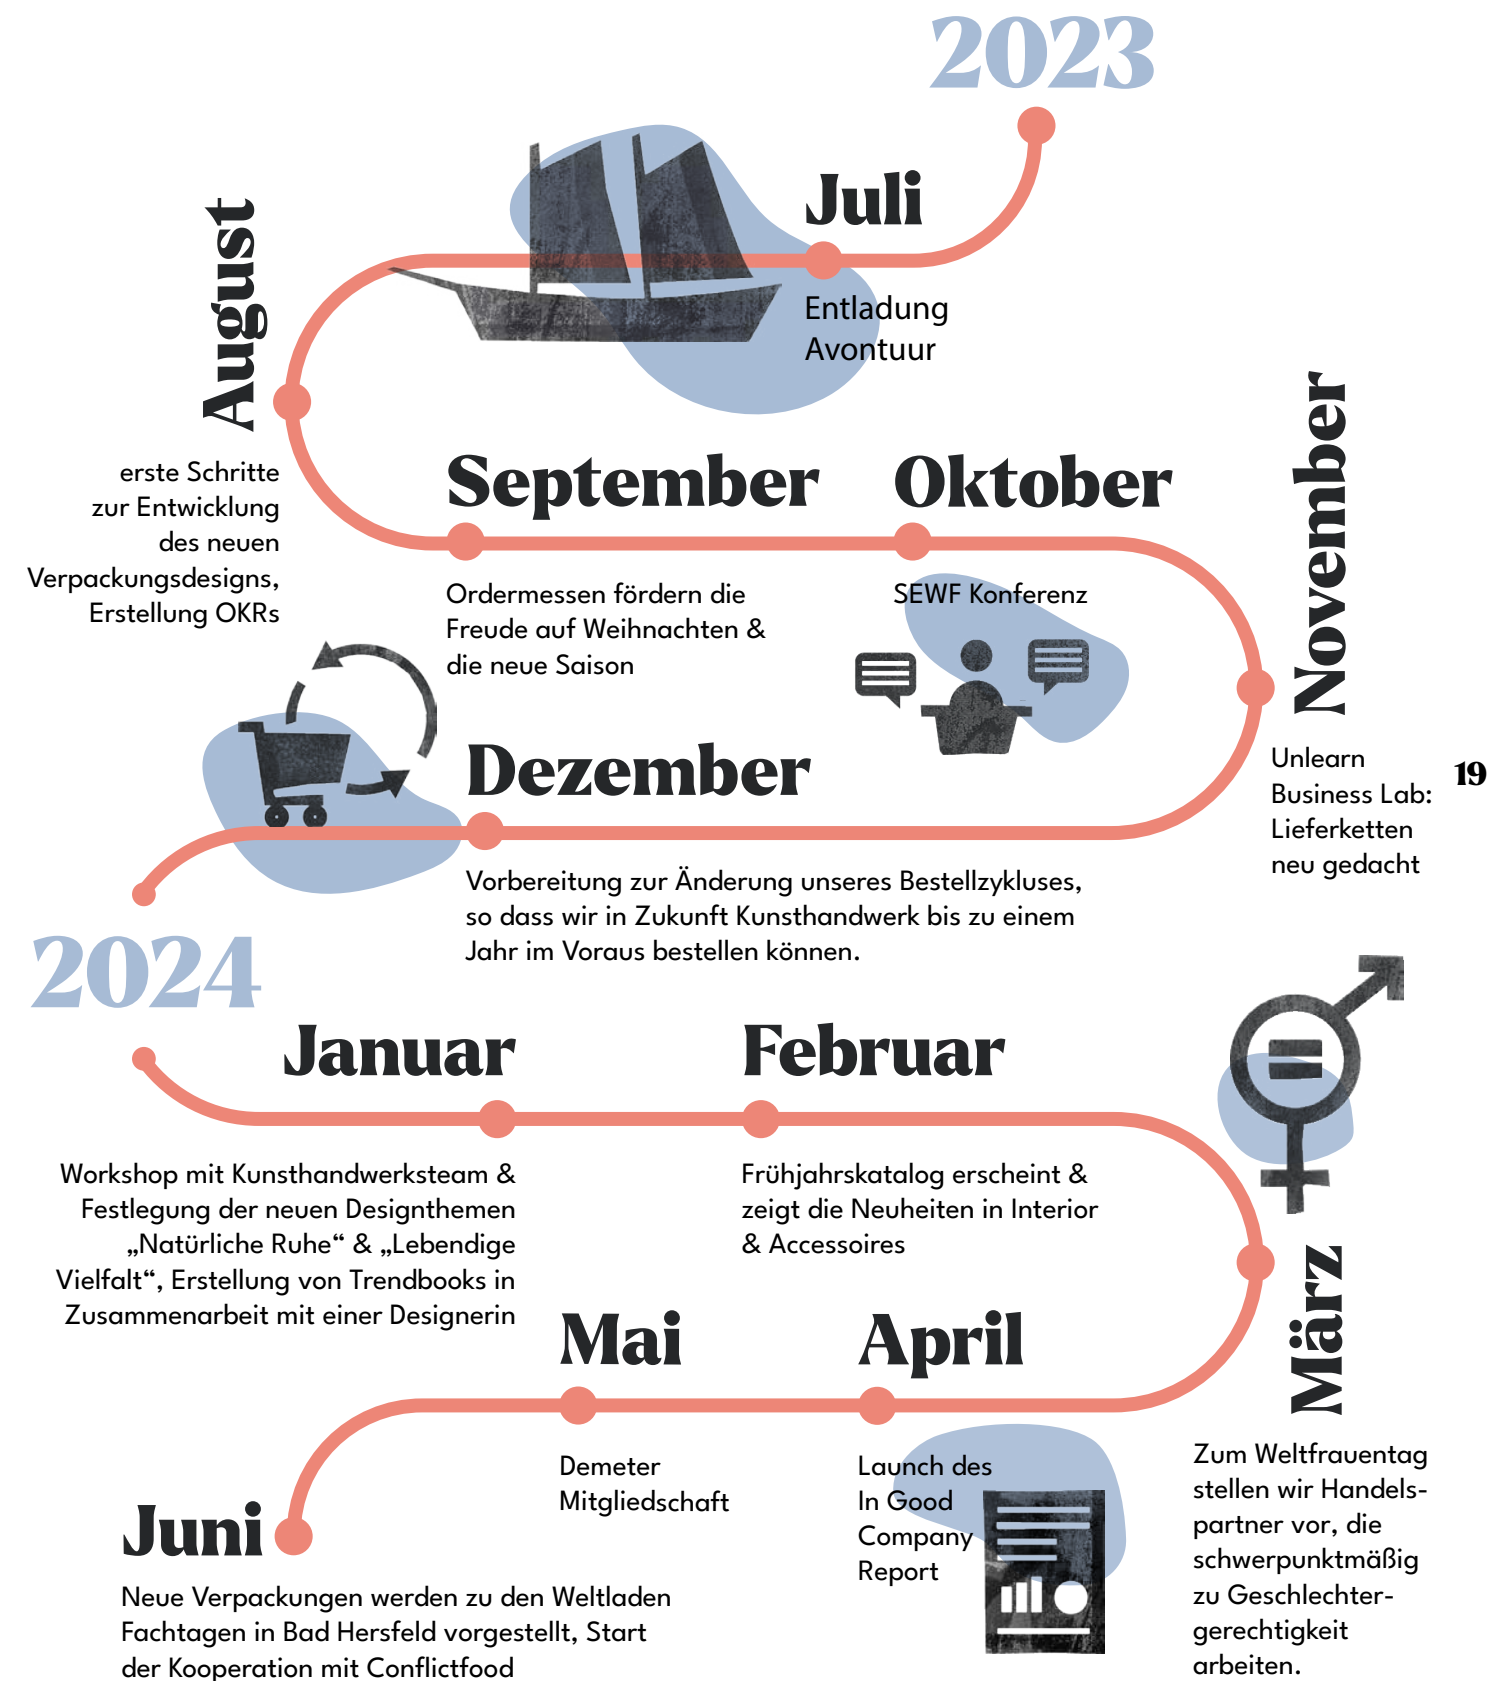 2023
Juli
Entladung
Avontuur
August
erste Schritte
zur Entwicklung
des neuen
Verpackungsdesigns,
Erstellung OKRs
September
Ordermessen fördern die
Freude auf Weihnachten &
die neue Saison
Oktober
SEWF Konferenz
November
Unlearn
Business Lab:
Lieferketten
neu gedacht
19
Dezember
Vorbereitung zur Änderung unseres Bestellzykluses,
so dass wir in Zukunft Kunsthandwerk bis zu einem
Jahr im Voraus bestellen können.
2024
Januar
Workshop mit Kunsthandwerksteam &
Festlegung der neuen Designthemen
„Natürliche Ruhe“ & „Lebendige
Vielfalt“, Erstellung von Trendbooks in
Zusammenarbeit mit einer Designerin
Februar
Frühjahrskatalog erscheint &
zeigt die Neuheiten in Interior
& Accessoires
März
Zum Weltfrauentag
stellen wir Handels-
partner vor, die
schwerpunktmäßig
zu Geschlechter-
gerechtigkeit
arbeiten.
April
Launch des
In Good
Company
Report
Mai
Demeter
Mitgliedschaft
Juni
Neue Verpackungen werden zu den Weltladen
Fachtagen in Bad Hersfeld vorgestellt, Start
der Kooperation mit Conflictfood